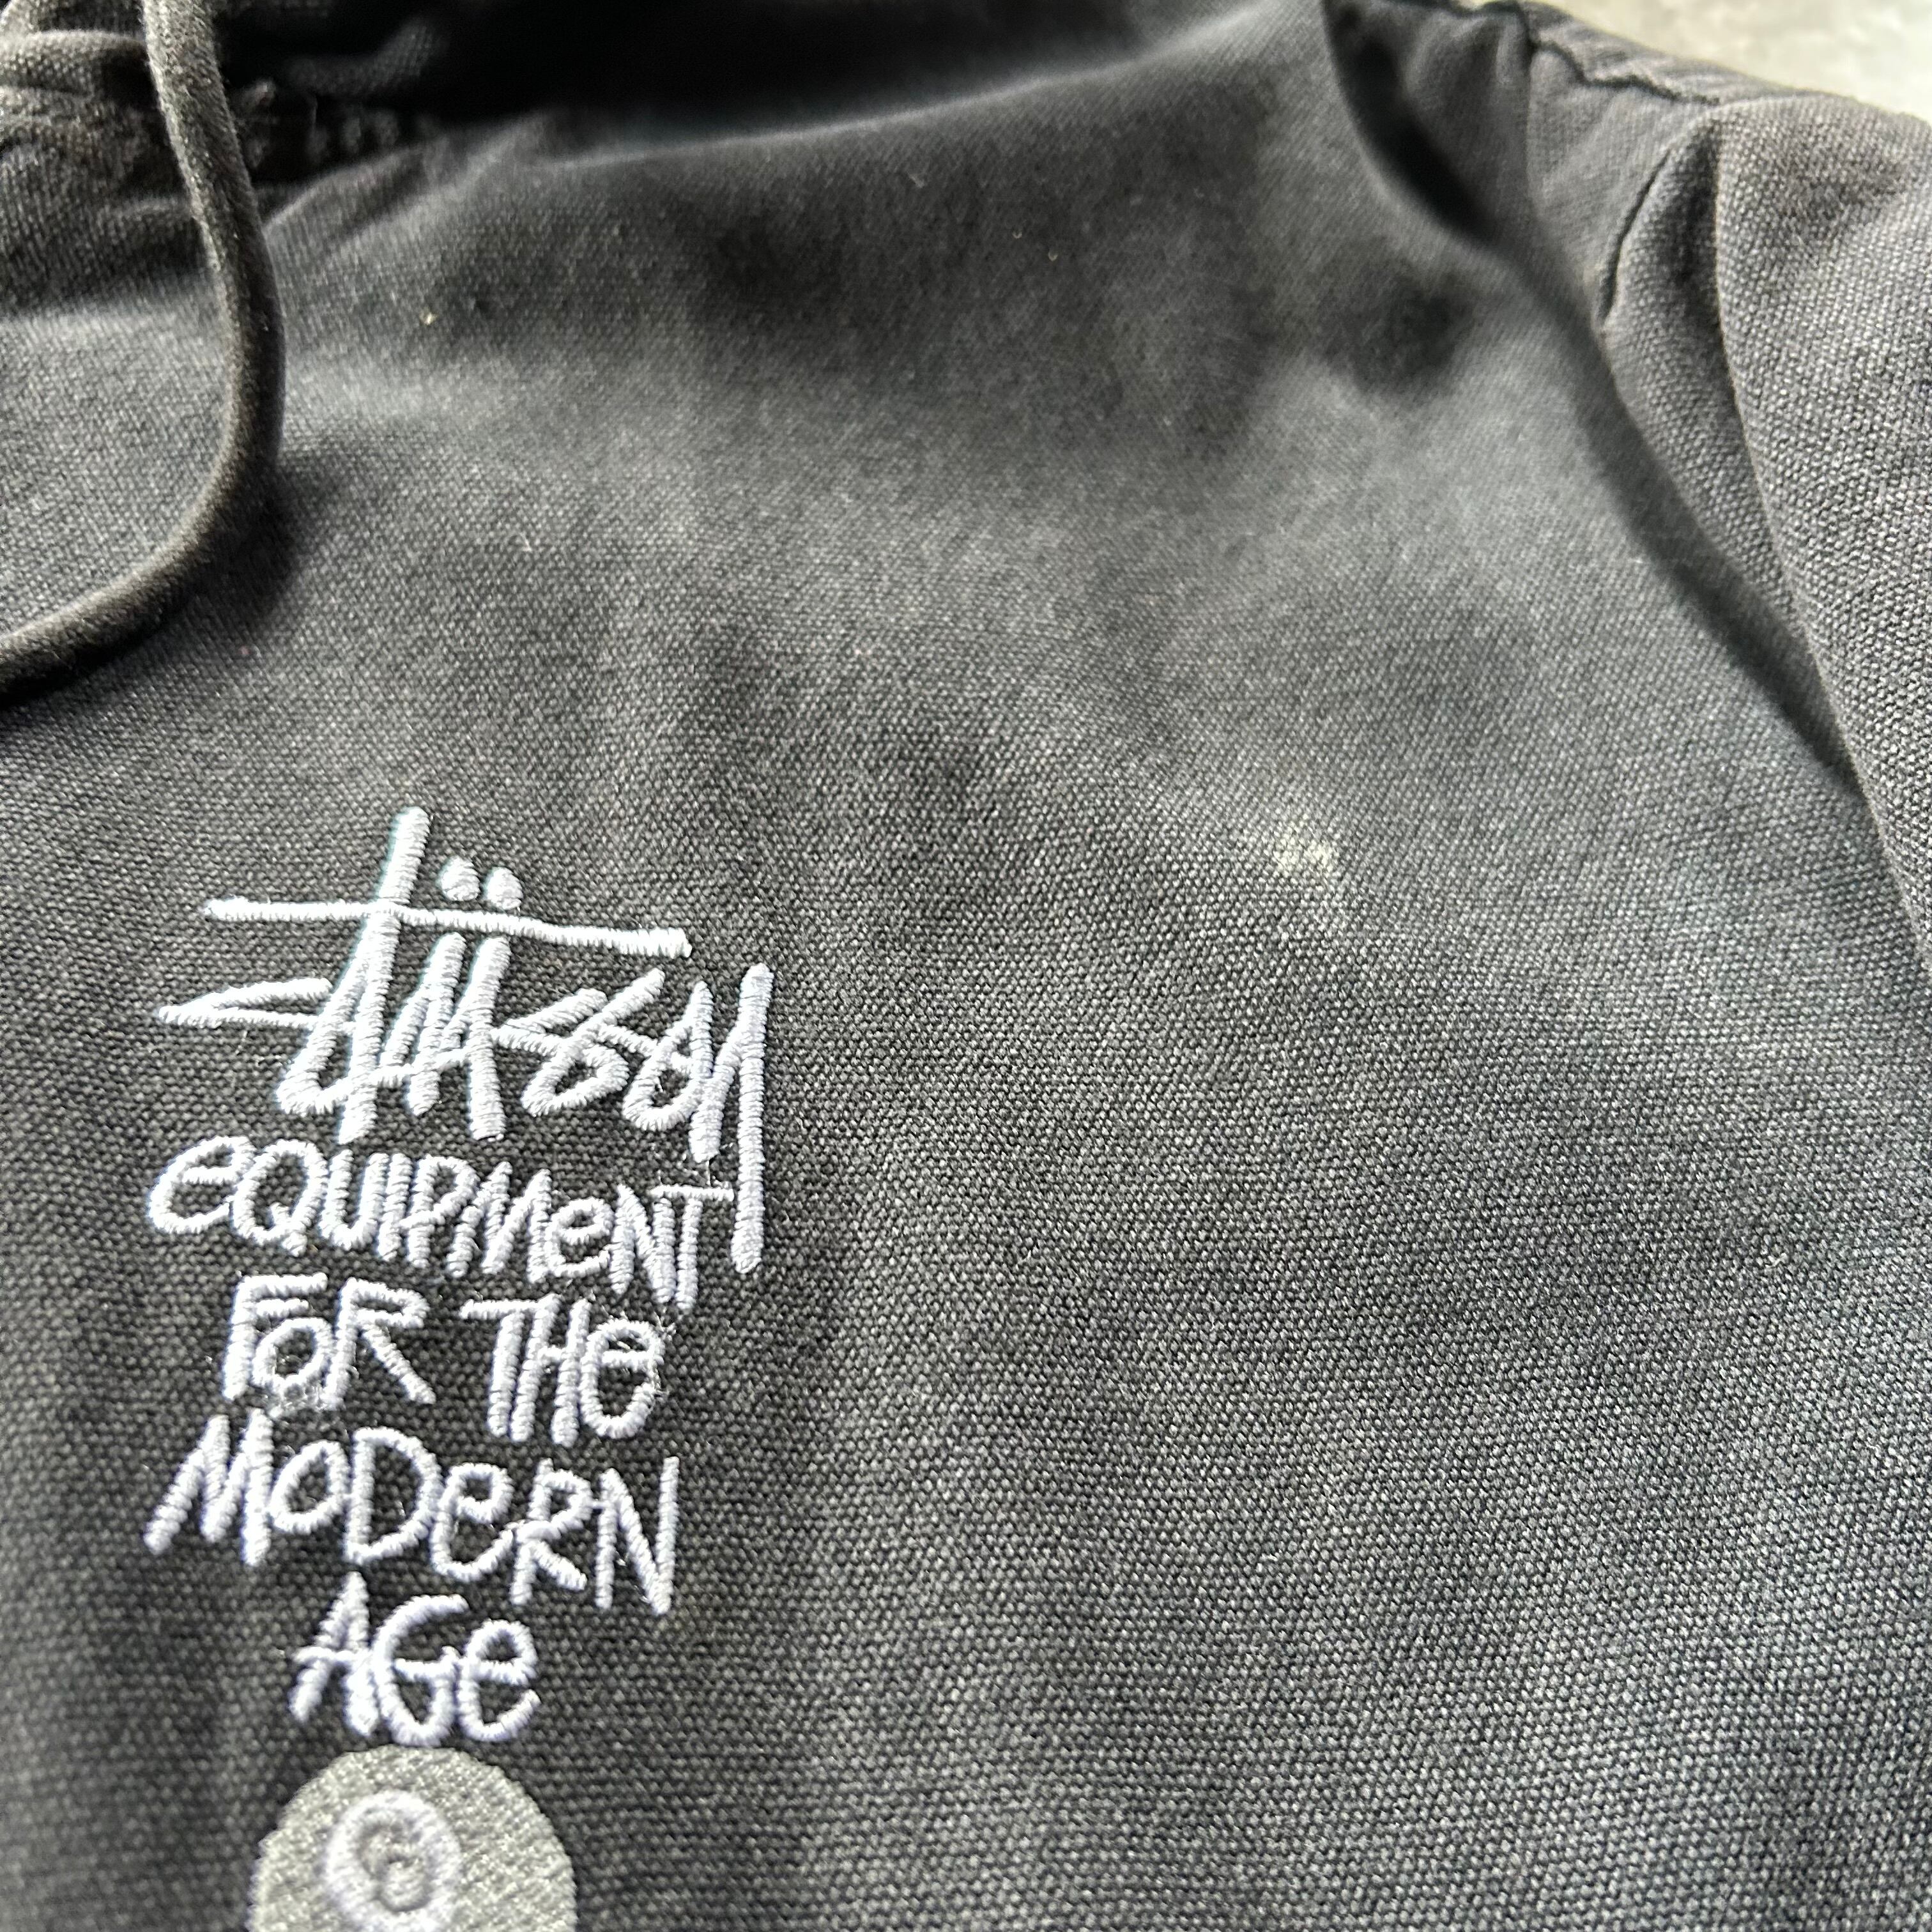 Stüssy
EQUIPMENT
FOR THE
MODERN
AGE
©